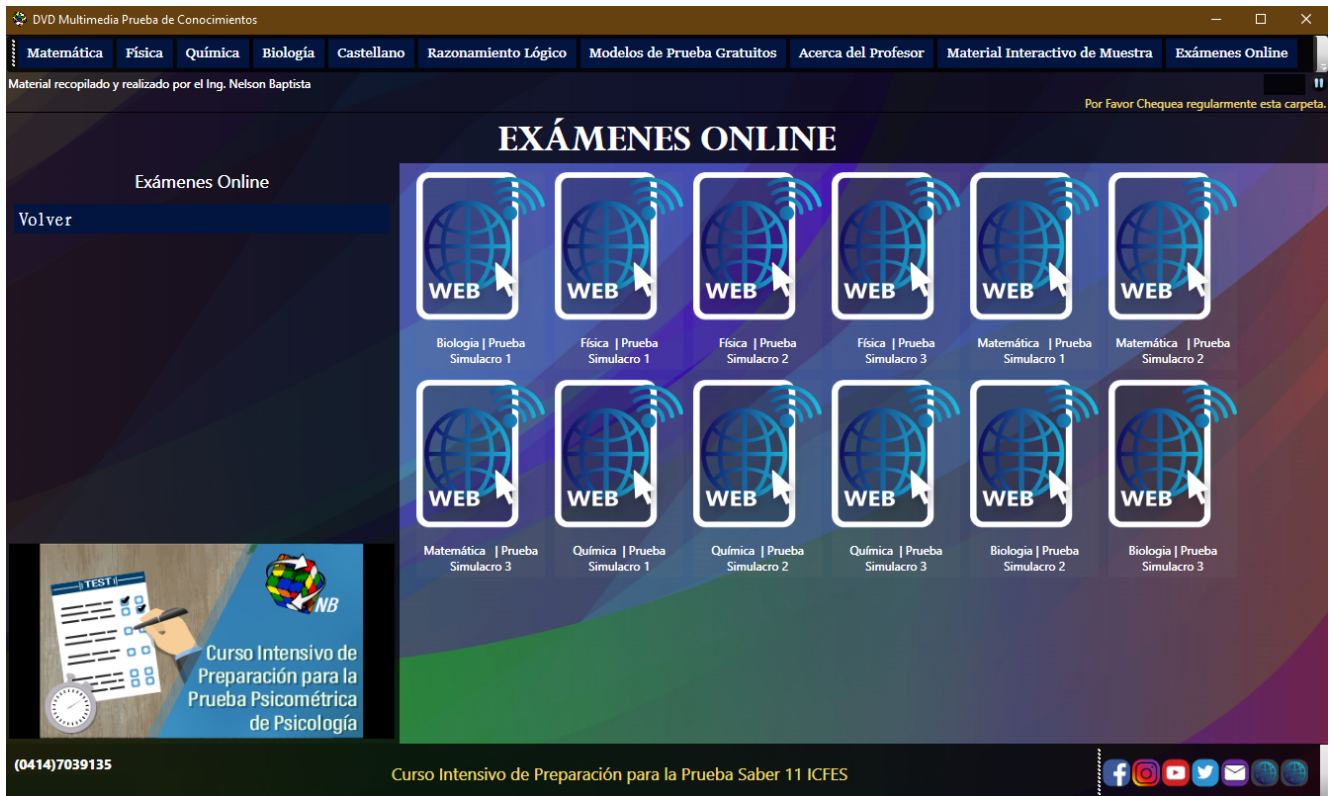 DVD Multimedia Prueba de Conocimientos
Matemática Física Química Biología Castellano Razonamiento Lógico Modelos de Prueba Gratuitos Acerca del Profesor Material Interactivo de Muestra Exámenes Online
Material recopilado y realizado por el Ing. Nelson Baptista
Por Favor Chequea regularmente esta carpeta.
EXÁMENES ONLINE
Exámenes Online
Volver
WEB WEB WEB WEB WEB WEB
Biologia | Prueba Física | Prueba Física | Prueba Física | Prueba Matemática | Prueba Matemática | Prueba
Simulacro 1 Simulacro 1 Simulacro 2 Simulacro 3 Simulacro 1 Simulacro 2
WEB WEB WEB WEB WEB WEB
Matemática | Prueba Química | Prueba Química | Prueba Química | Prueba Biologia | Prueba Biologia | Prueba
Simulacro 3 Simulacro 1 Simulacro 2 Simulacro 3 Simulacro 2 Simulacro 3
TEST
NB
Curso Intensivo de
Preparación para la
Prueba Psicométrica
de Psicología
(0414)7039135
Curso Intensivo de Preparación para la Prueba Saber 11 ICFES